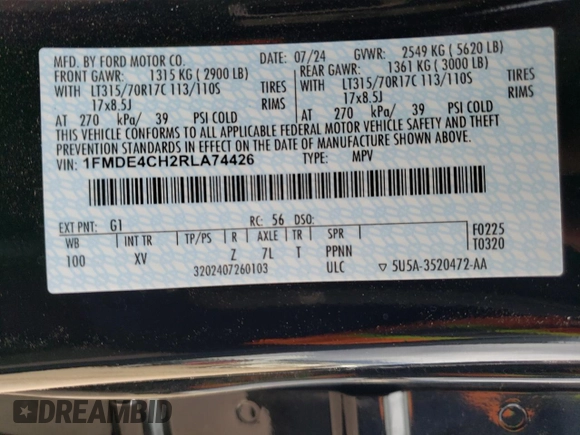 MFD. BY FORD MOTOR CO.
DATE: 07/24 GVWR: 2549 KG ( 5620 LB)
FRONT GAWR: 1315 KG ( 2900 LB) REAR GAWR: 1361 KG ( 3000 LB)
WITH LT315/70R17C 113/110S TIRES WITH LT315/70R17C 113/110S TIRES
17x8.5J RIMS 17x8.5J RIMS
AT 270 kPa/ 39 PSI COLD AT 270 kPa/ 39 PSI COLD
THIS VEHICLE CONFORMS TO ALL APPLICABLE FEDERAL MOTOR VEHICLE SAFETY AND THEFT PREVENTION
STANDARDS IN EFFECT ON THE DATE OF MANUFACTURE SHOWN ABOVE.
VIN: 1FMDE4CH2RLA74426 TYPE: MPV
EXT PNT: G1 RC: 56 DSO: F0225
WB INT TR TP/PS R AXLE TR SPR T0320
100 XV Z 7L T PPNN
3202407260103 ULC 5U5A-3520472-AA
DREAMBID